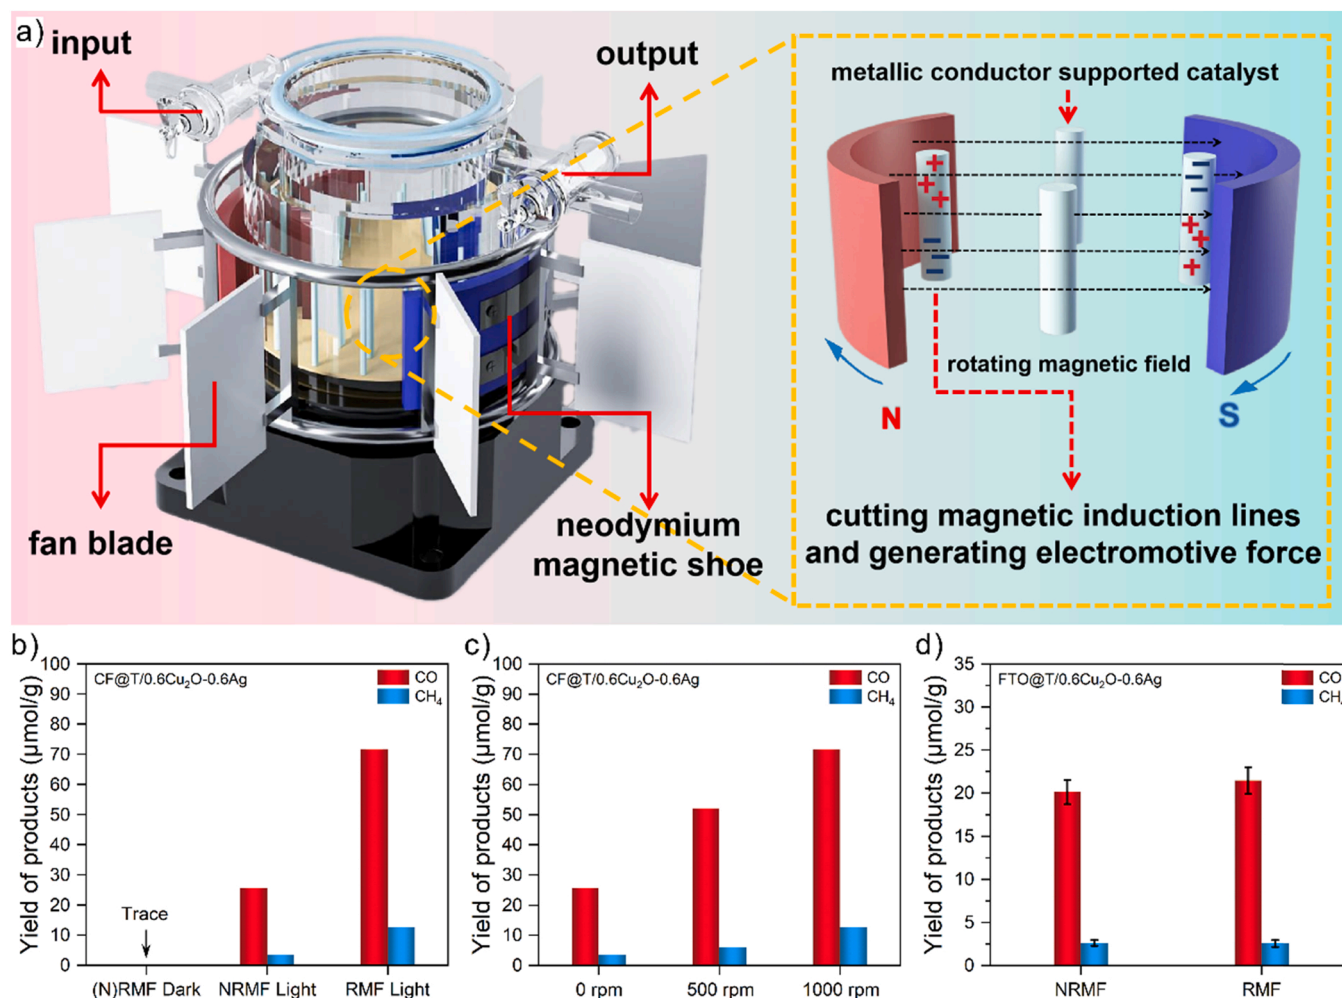 a)
input
output
metallic conductor supported catalyst
+
+ +
+
− − −
− − −
+ +
+
rotating magnetic field
N
S
fan blade
neodymium
magnetic shoe
cutting magnetic induction lines
and generating electromotive force
b)
Yield of products (μmol/g)
100
90
80
70
60
50
40
30
20
10
0
CF@T/0.6Cu₂O-0.6Ag
CO
CH₄
Trace
(N)RMF Dark
NRMF Light
RMF Light
c)
Yield of products (μmol/g)
100
90
80
70
60
50
40
30
20
10
0
CF@T/0.6Cu₂O-0.6Ag
CO
CH₄
0 rpm
500 rpm
1000 rpm
d)
Yield of products (μmol/g)
35
30
25
20
15
10
5
0
FTO@T/0.6Cu₂O-0.6Ag
CO
NRMF
RMF